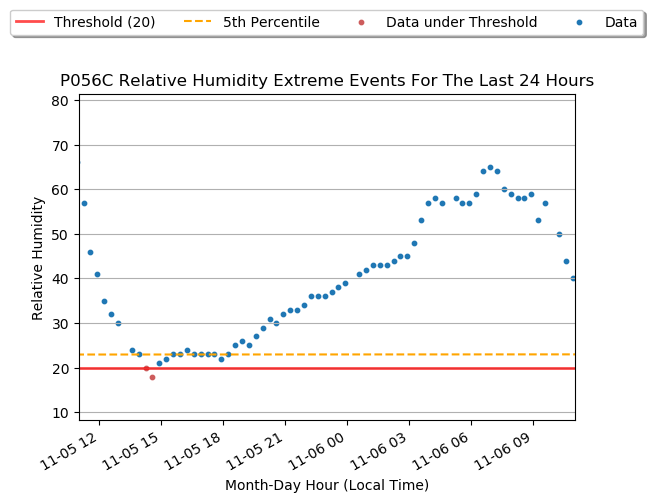 Threshold (20) 5th Percentile Data under Threshold Data
P056C Relative Humidity Extreme Events For The Last 24 Hours
80
70
60
50
40
30
20
10
Relative Humidity
11-05 12 11-05 15 11-05 18 11-05 21 11-06 00 11-06 03 11-06 06 11-06 09
Month-Day Hour (Local Time)